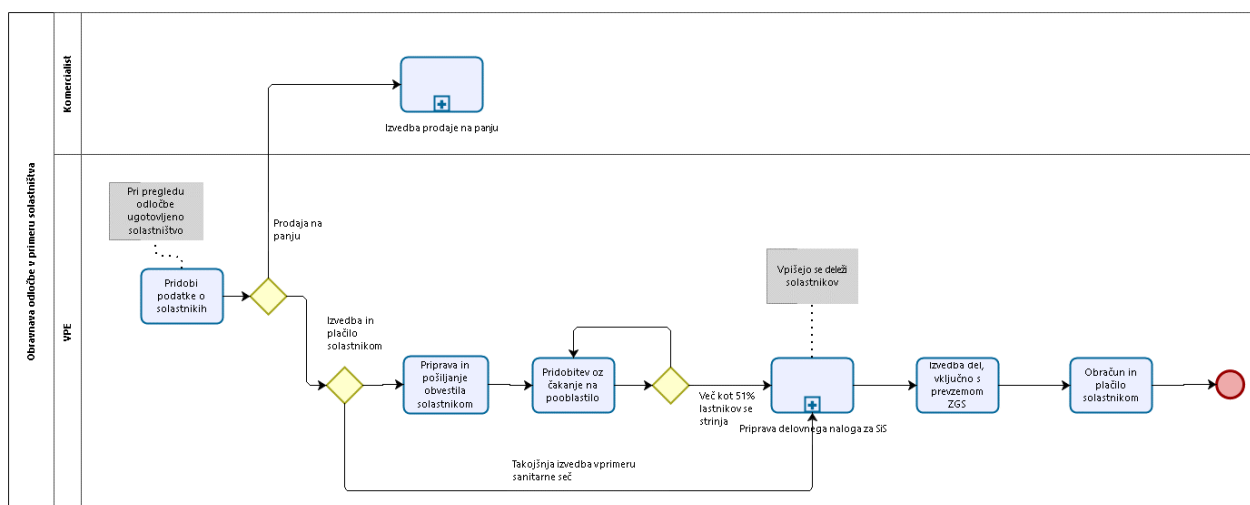 Obravnava odločbe v primeru solastništva
Komercialist
Izvedba prodaje na panju
VPE
Pri pregledu
odločbe
ugotovljeno
solastništvo
Prodaja na
panju
Pridobi
podatke o
solastnikih
Izvedba in
plačilo
solastnikom
Priprava in
pošiljanje
obvestila
solastnikom
Pridobitev oz
čakanje na
pooblastilo
Več kot 51%
lastnikov se
strinja
Vpišejo se deleži
solastnikov
Priprava delovnega naloga za SiS
Izvedba del,
vključno s
prevzemom
ZGS
Obračun in
plačilo
solastnikom
Takojšnja izvedba vprimeru
sanitarne seč